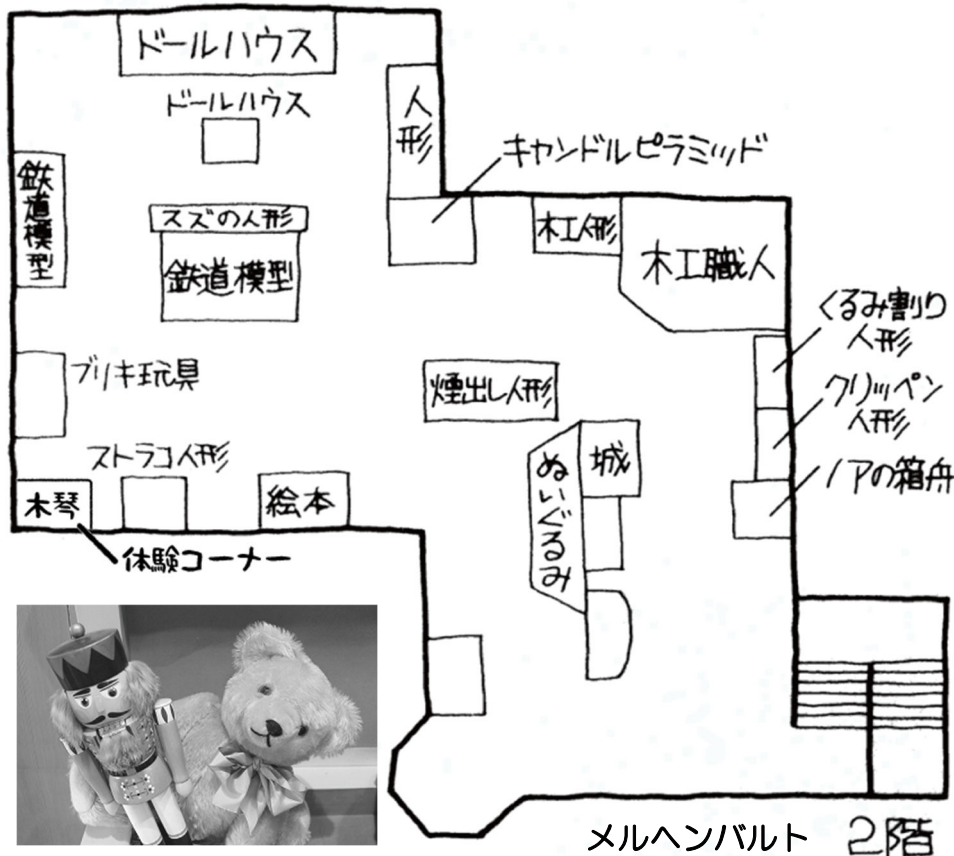 ドールハウス
ドールハウス
人形
キャンドルピラミッド
鉄道模型
スズの人形
鉄道模型
木工人形
木工職人
くるみ割り
人形
クリッペン
人形
ノアの箱舟
ブリキ玩具
煙出し人形
城
ぬいぐるみ
ストラコ人形
絵本
木琴
体験コーナー
メルヘンバルト 2階